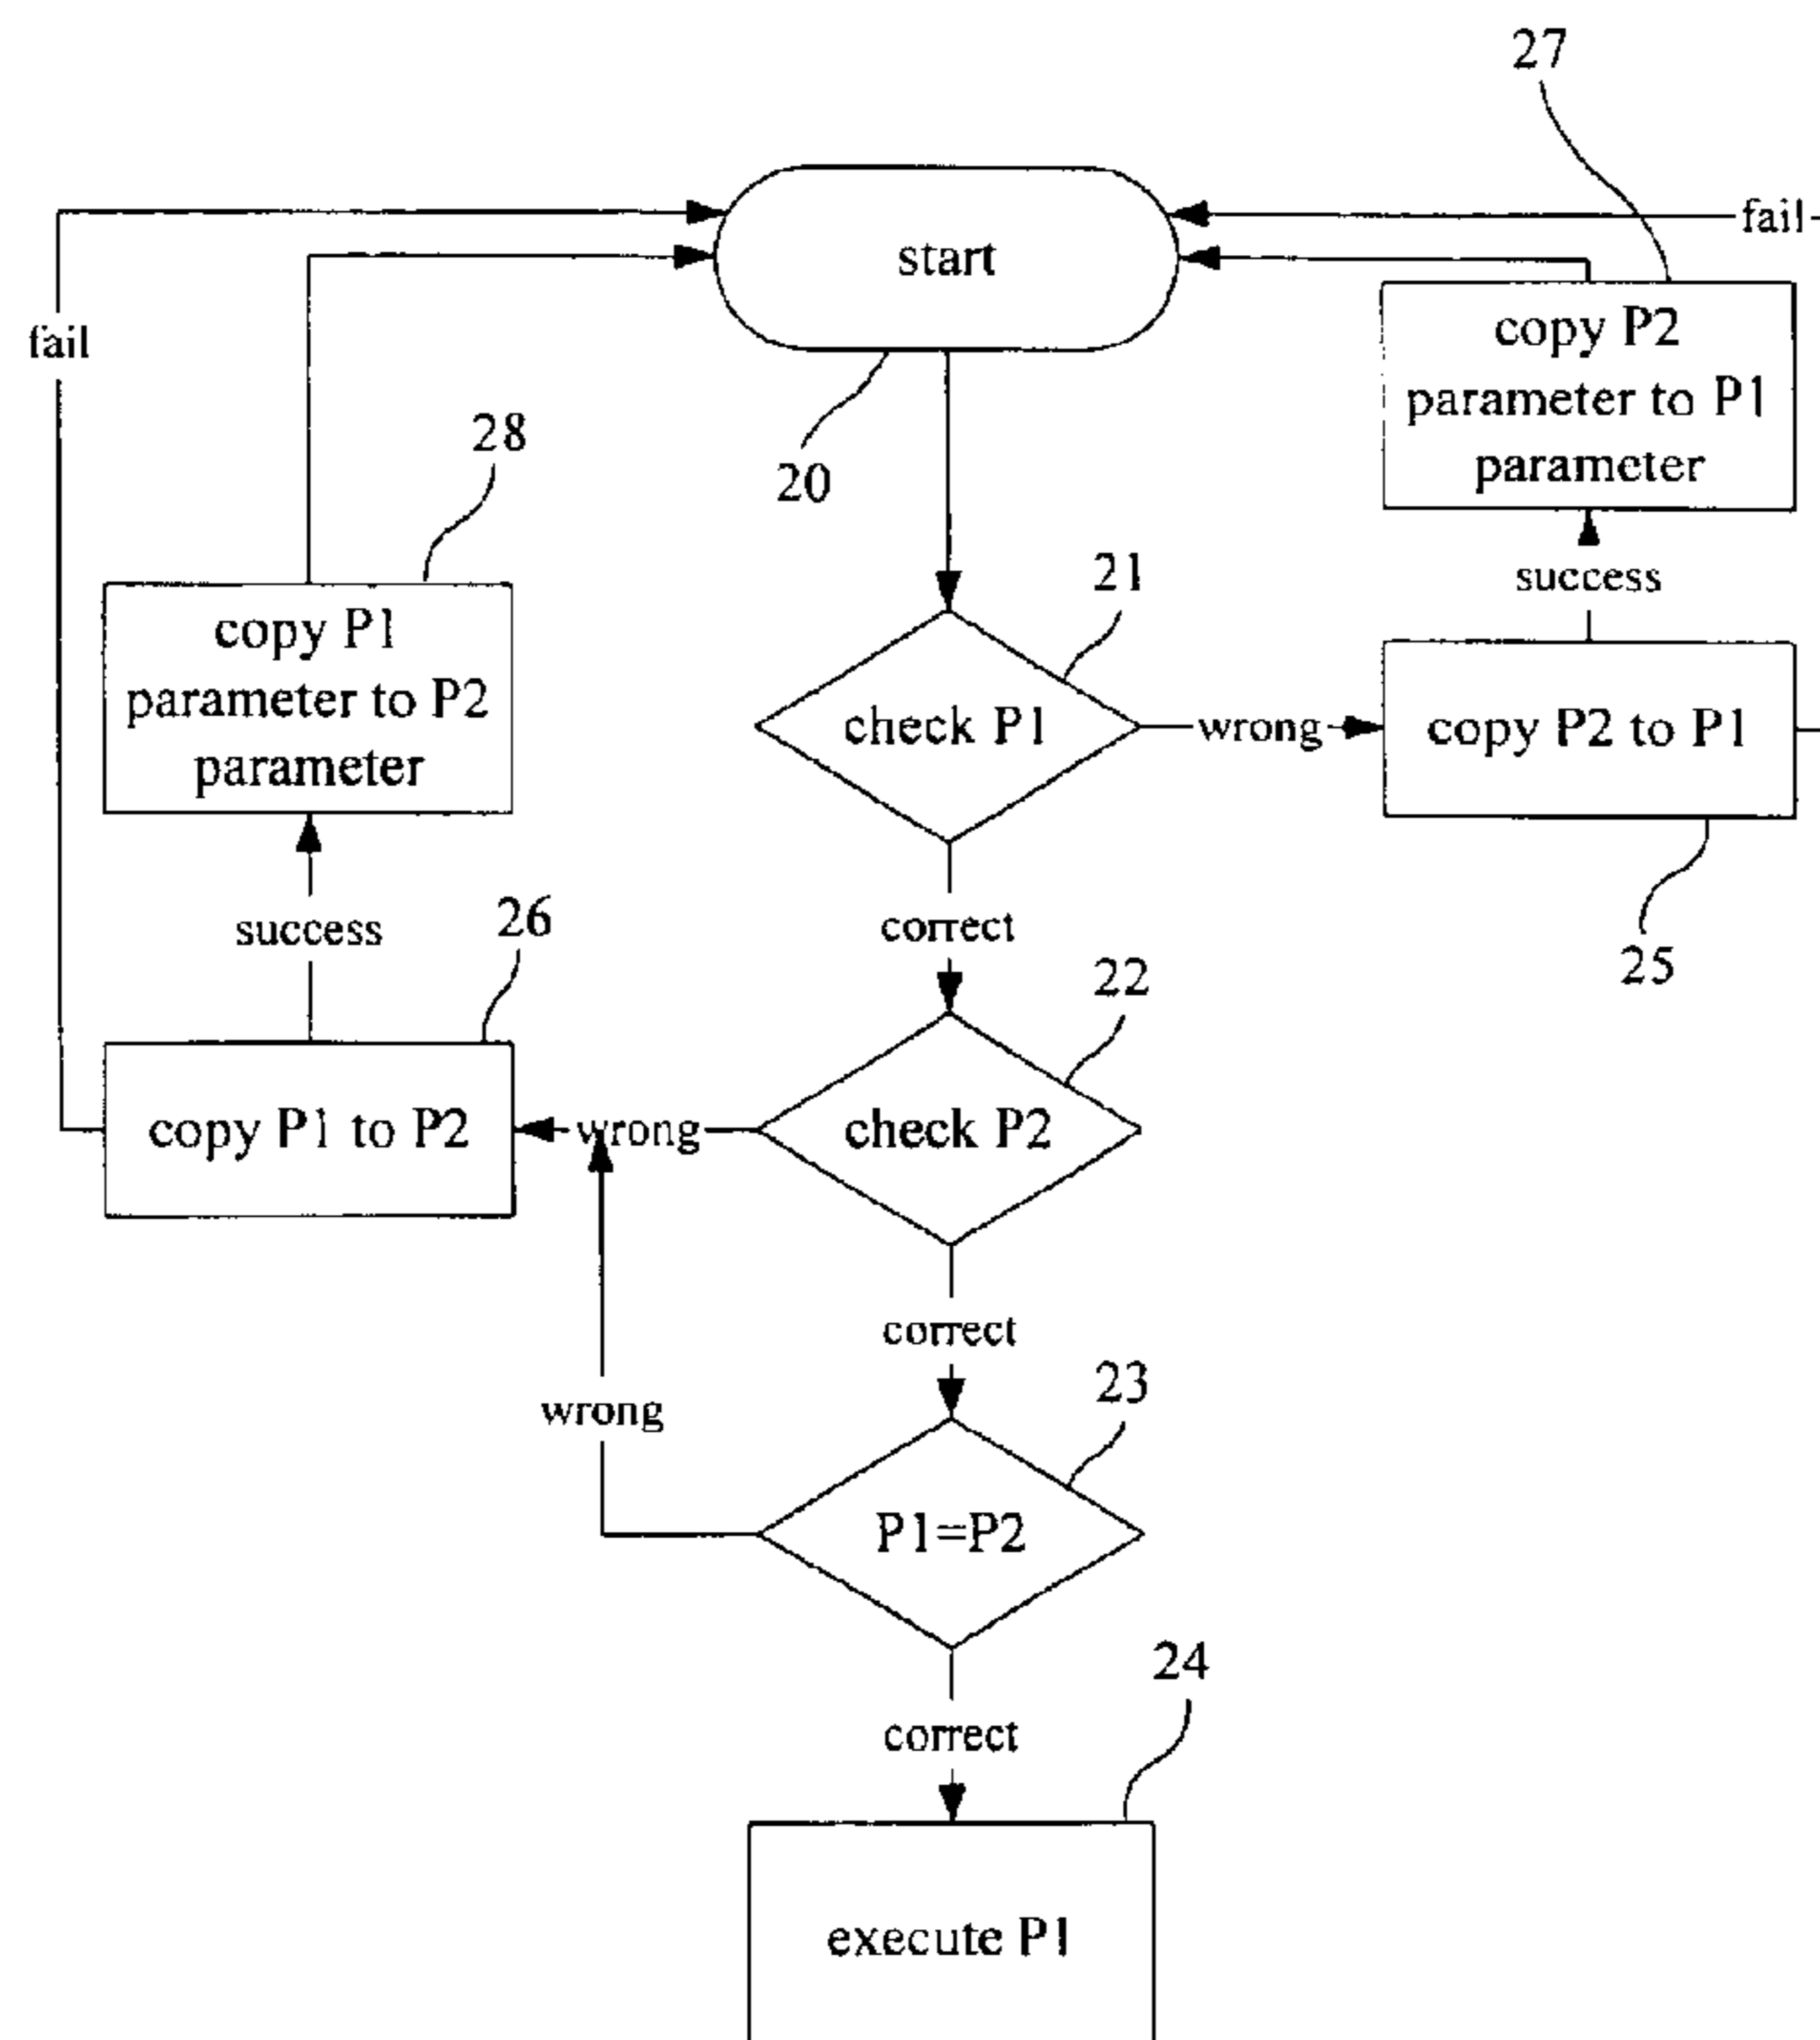 27
fail
start
copy P2
parameter to P1
parameter
fail
20
28
success
21
copy P1
parameter to P2
parameter
check P1
wrong
copy P2 to P1
success
26
correct
25
22
copy P1 to P2
wrong
check P2
correct
23
wrong
P1=P2
24
correct
execute P1